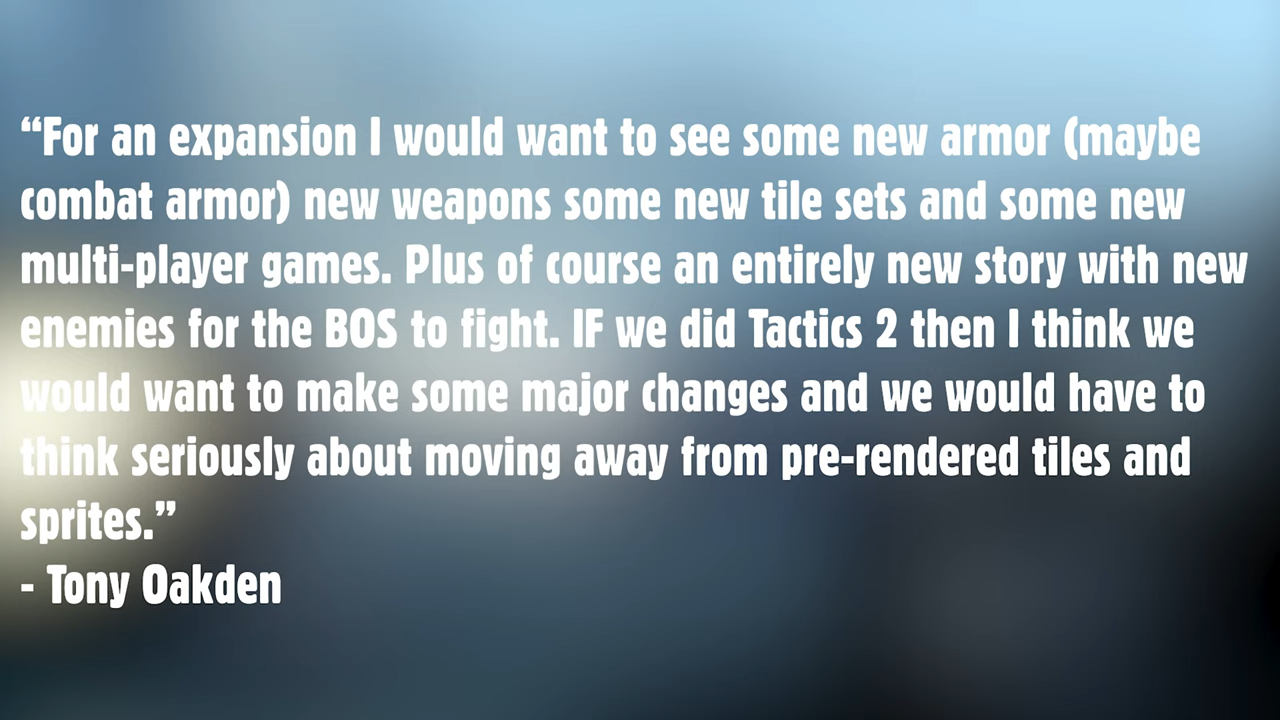 “For an expansion I would want to see some new armor (maybe
combat armor) new weapons some new tile sets and some new
multi-player games. Plus of course an entirely new story with new
enemies for the BOS to fight. IF we did Tactics 2 then I think we
would want to make some major changes and we would have to
think seriously about moving away from pre-rendered tiles and
sprites.”
- Tony Oakden